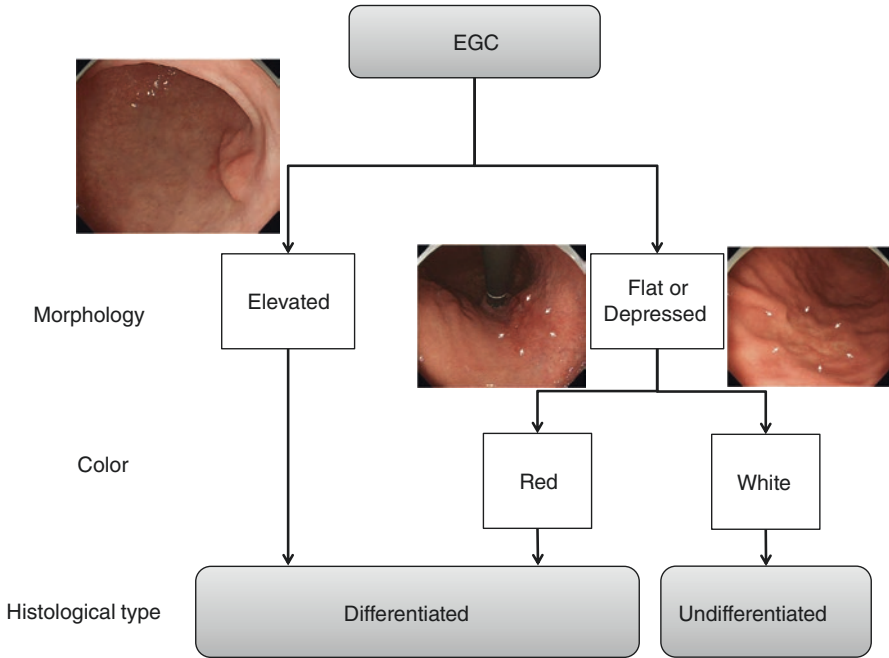 EGC
Morphology
Elevated
Flat or
Depressed
Color
Red
White
Histological type
Differentiated
Undifferentiated